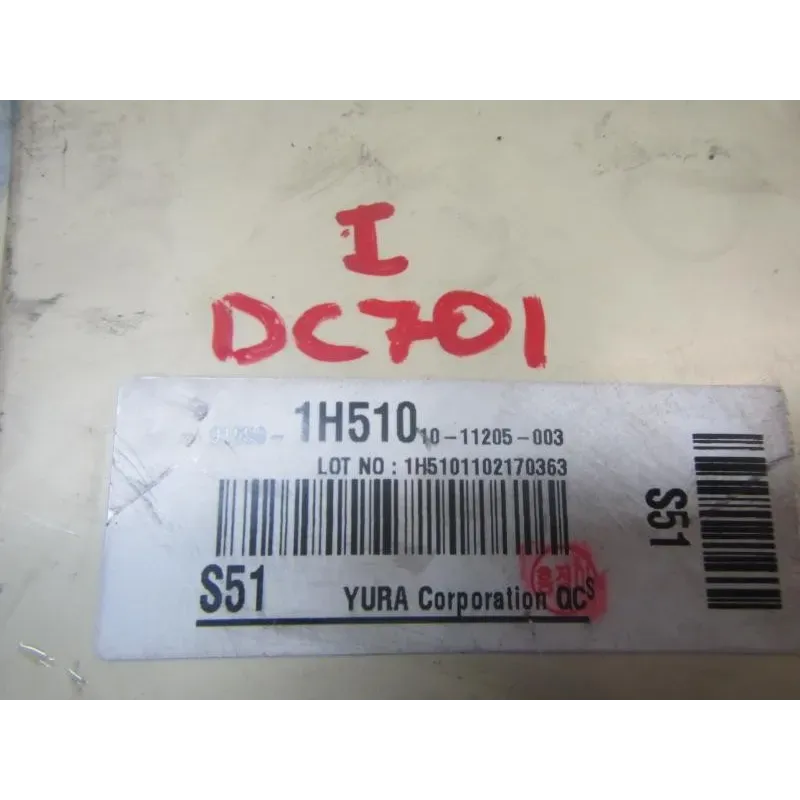 I
DC701
1H510 10-11205-003
LOT NO : 1H5101102170363
S51
S51 YURA Corporation QC S